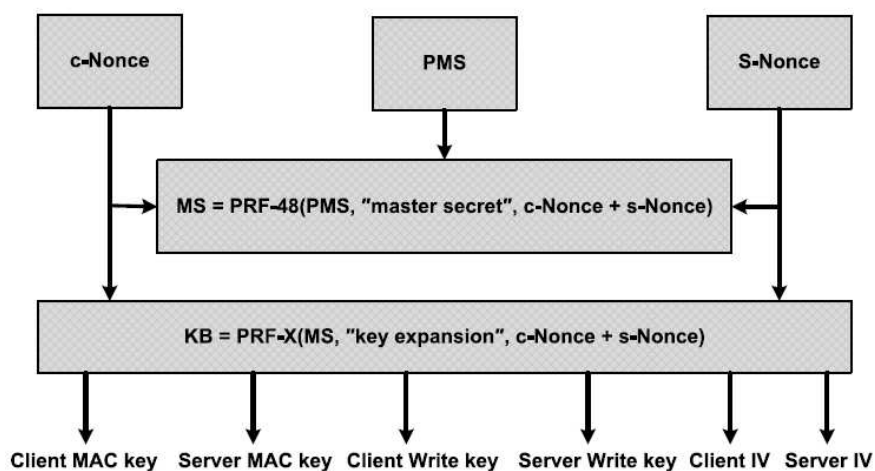 c-Nonce
PMS
S-Nonce
MS = PRF-48(PMS, "master secret", c-Nonce + s-Nonce)
KB = PRF-X(MS, "key expansion", c-Nonce + s-Nonce)
Client MAC key
Server MAC key
Client Write key
Server Write key
Client IV
Server IV